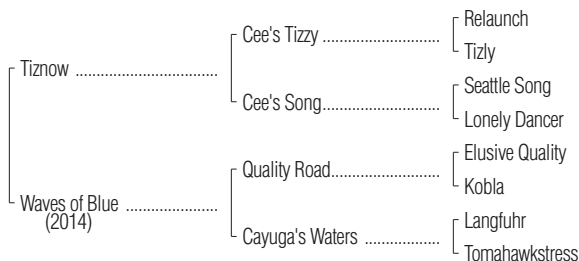 Relaunch
Cee's Tizzy
Tizly
Tiznow
Seattle Song
Cee's Song
Lonely Dancer
Elusive Quality
Quality Road
Kobla
Waves of Blue
(2014)
Langfuhr
Cayuga's Waters
Tomahawkstress